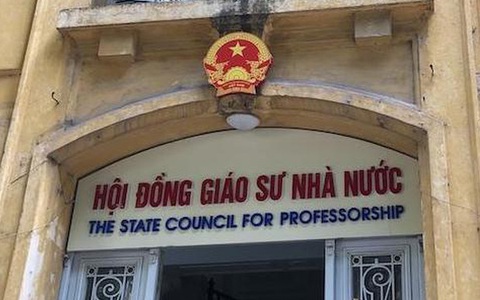 HỘI ĐỒNG GIÁO SƯ NHÀ NƯỚC
THE STATE COUNCIL FOR PROFESSORSHIP